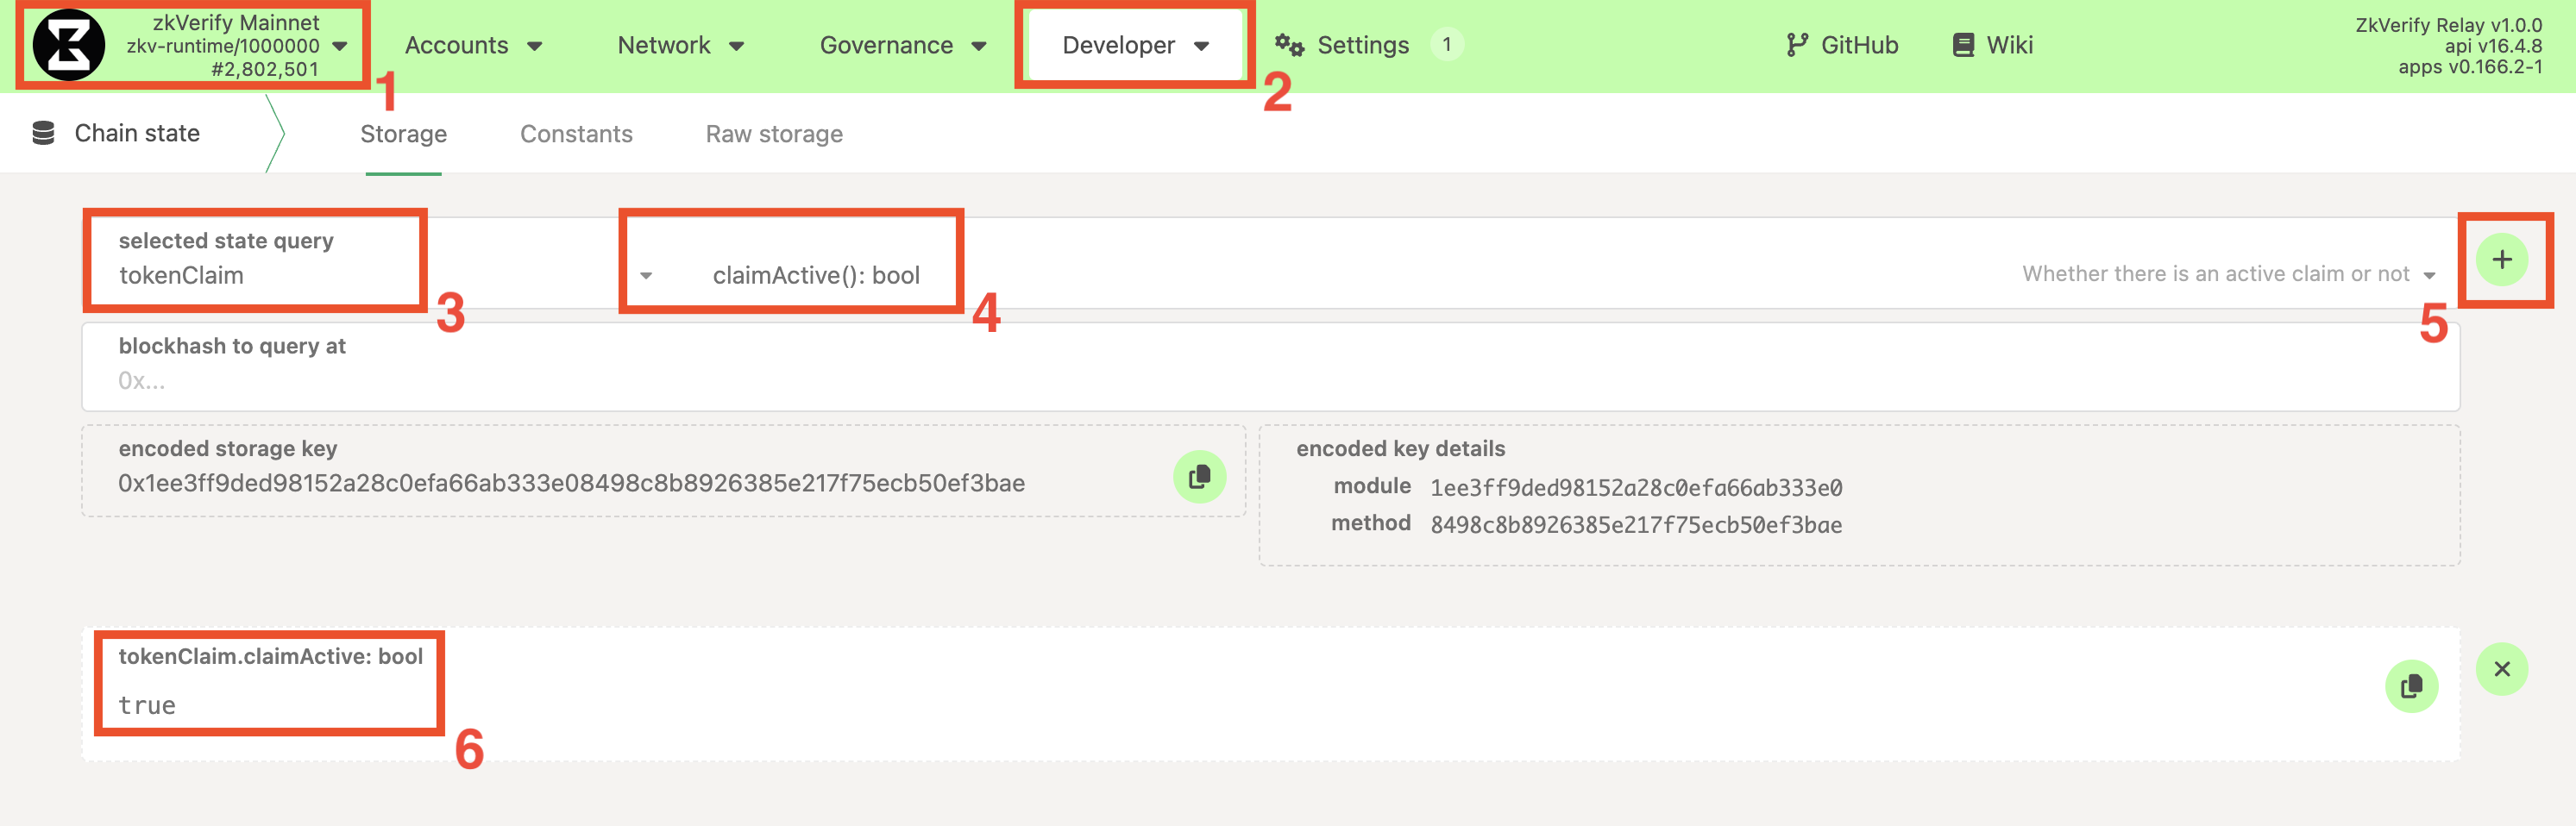 zkVerify Mainnet
zkv-runtime/1000000
#2,802,501
1
Accounts
Network
Governance
Developer
2
Settings
1
GitHub
Wiki
ZkVerify Relay v1.0.0
api v16.4.8
apps v0.166.2-1
Chain state
Storage
Constants
Raw storage
selected state query
tokenClaim
3
claimActive(): bool
4
Whether there is an active claim or not
+
5
blockhash to query at
0x...
encoded storage key
0x1ee3ff9ded98152a28c0efa66ab333e08498c8b8926385e217f75ecb50ef3bae
encoded key details
module 1ee3ff9ded98152a28c0efa66ab333e0
method 8498c8b8926385e217f75ecb50ef3bae
tokenClaim.claimActive: bool
true
6